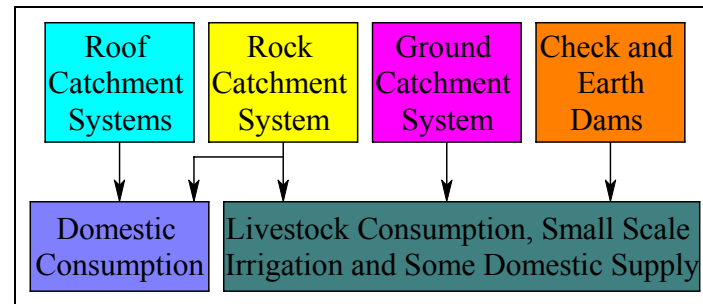 Roof
Catchment
Systems
Rock
Catchment
System
Ground
Catchment
System
Check and
Earth
Dams
Domestic
Consumption
Livestock Consumption, Small Scale
Irrigation and Some Domestic Supply